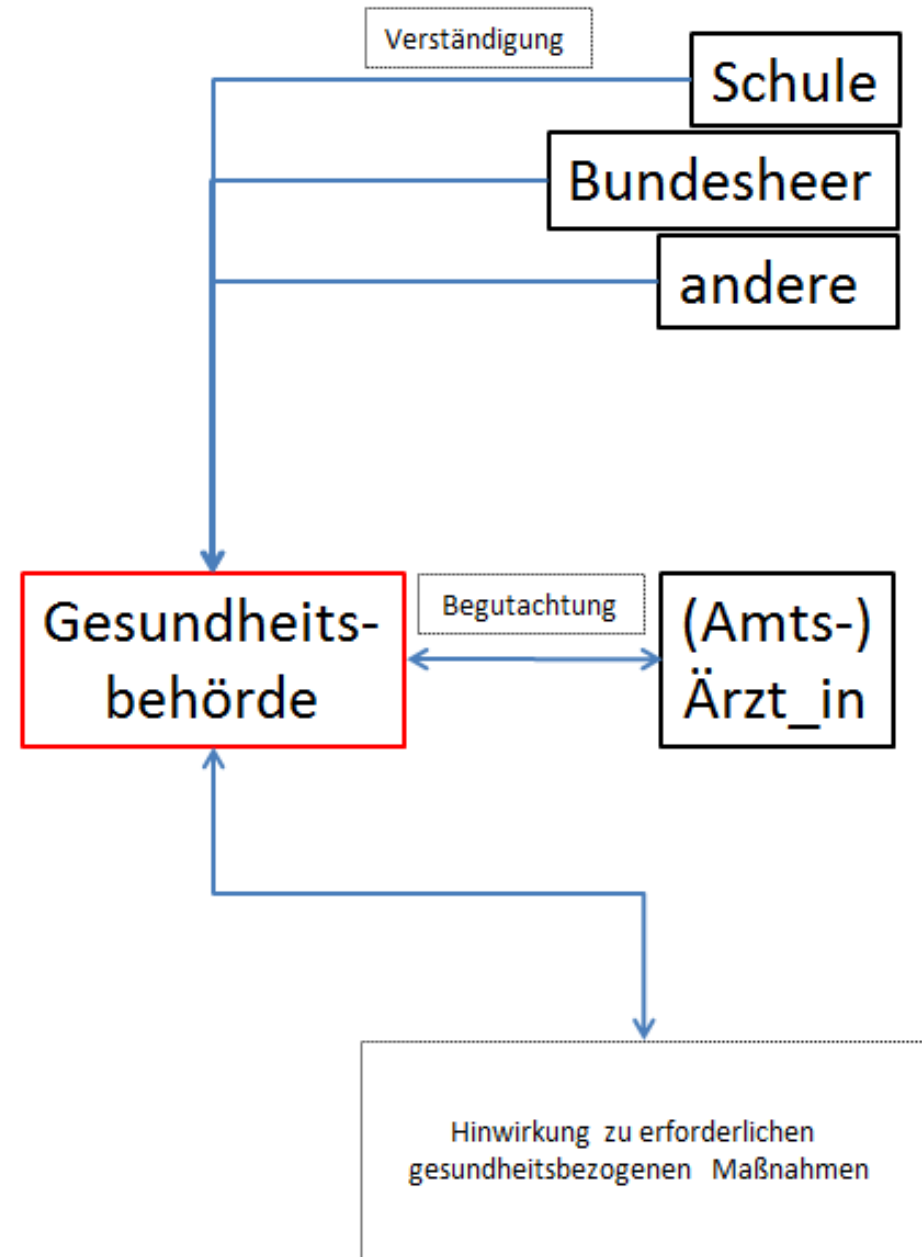 Verständigung
Schule
Bundesheer
andere
Gesundheits-
behörde
Begutachtung
(Amts-)
Ärzt_in
Hinwirkung zu erforderlichen
gesundheitsbezogenen Maßnahmen